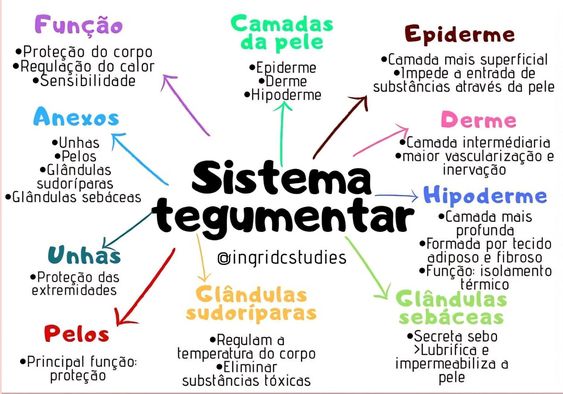 Função
•Proteção do corpo
•Regulação do calor
•Sensibilidade
Camadas
da pele
•Epiderme
•Derme
•Hipoderme
Epiderme
•Camada mais superficial
•Impede a entrada de
substâncias através da pele
Anexos
•Unhas
•Pelos
•Glândulas
sudoríparas
•Glândulas sebáceas
Derme
•Camada intermédiaria
•maior vascularização e
inervação
Sistema
tegumentar
@ingridcstudies
Hipoderme
•Camada mais
profunda
•Formada por tecido
adiposo e fibroso
•Função: isolamento
térmico
Unhas
•Proteção das
extremidades
Pelos
•Principal função:
proteção
Glândulas
sudoríparas
•Regulam a
temperatura do corpo
•Eliminar
substâncias tóxicas
Glândulas
sebáceas
•Secreta sebo
>Lubrifica e
impermeabiliza a
pele